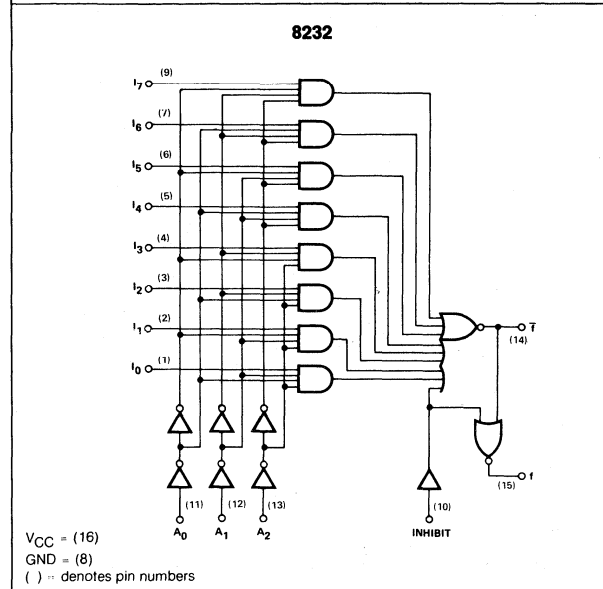 8232
I7 (9)
I6 (7)
I5 (6)
I4 (5)
I3 (4)
I2 (3)
I1 (2)
I0 (1)
f̅
(14)
f
(15)
(11) (12) (13) (10)
A0 A1 A2 INHIBIT
VCC = (16)
GND = (8)
( ) = denotes pin numbers